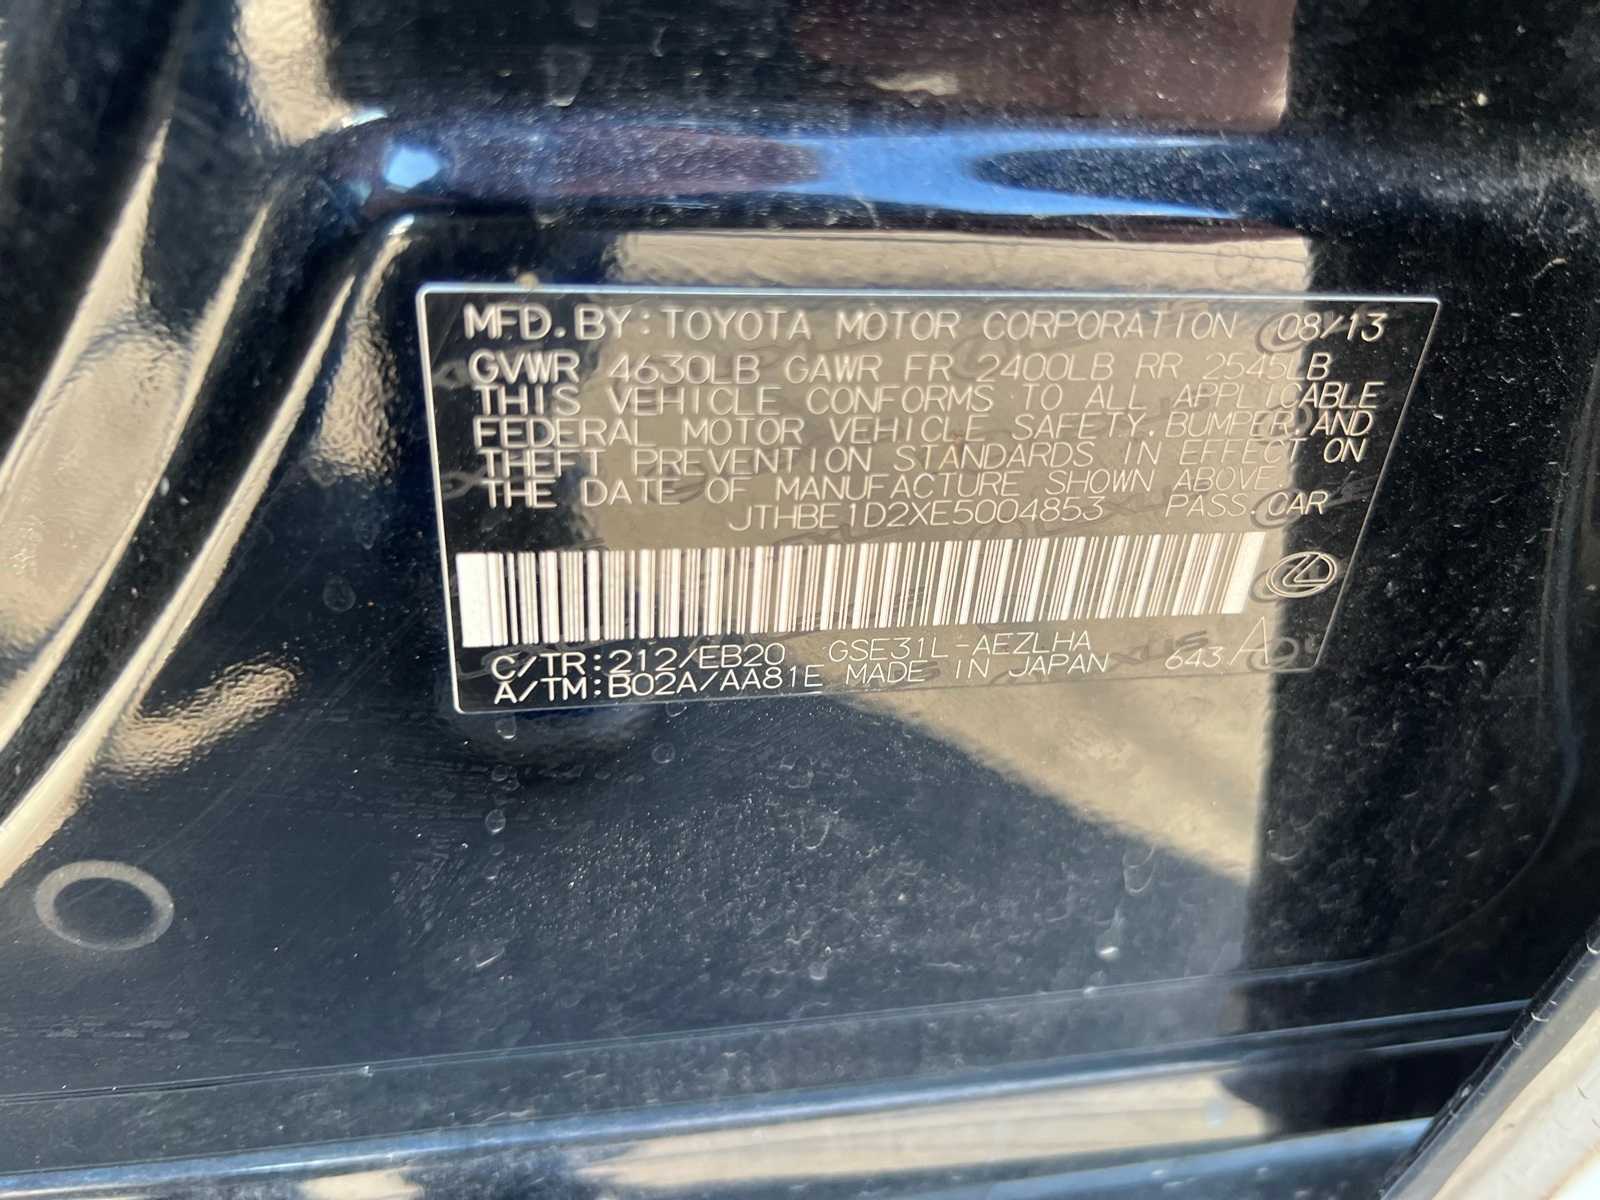 MFD. BY: TOYOTA MOTOR CORPORATION 08/13
GVWR 4630LB GAWR FR 2400LB RR 2545LB
THIS VEHICLE CONFORMS TO ALL APPLICABLE
FEDERAL MOTOR VEHICLE SAFETY, BUMPER, AND
THEFT PREVENTION STANDARDS IN EFFECT ON
THE DATE OF MANUFACTURE SHOWN ABOVE.
JTHBE1D2XE5004853 PASS. CAR
C/TR: 212/EB20 GSE31L-AEZLHA
A/TM: B02A/AA81E MADE IN JAPAN 643 A